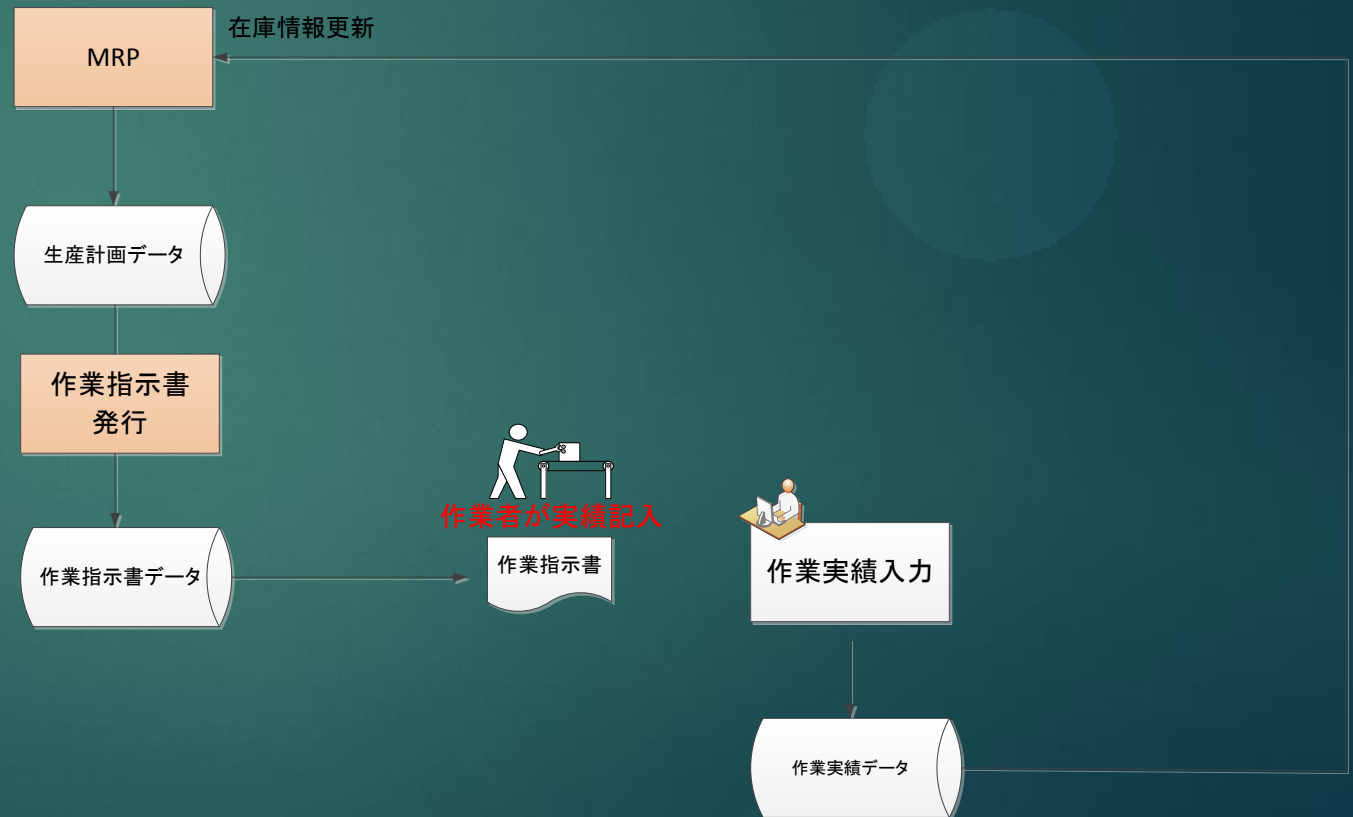 在庫情報更新
MRP
生産計画データ
作業指示書
発行
作業者が実績記入
作業指示書データ
作業指示書
作業実績入力
作業実績データ